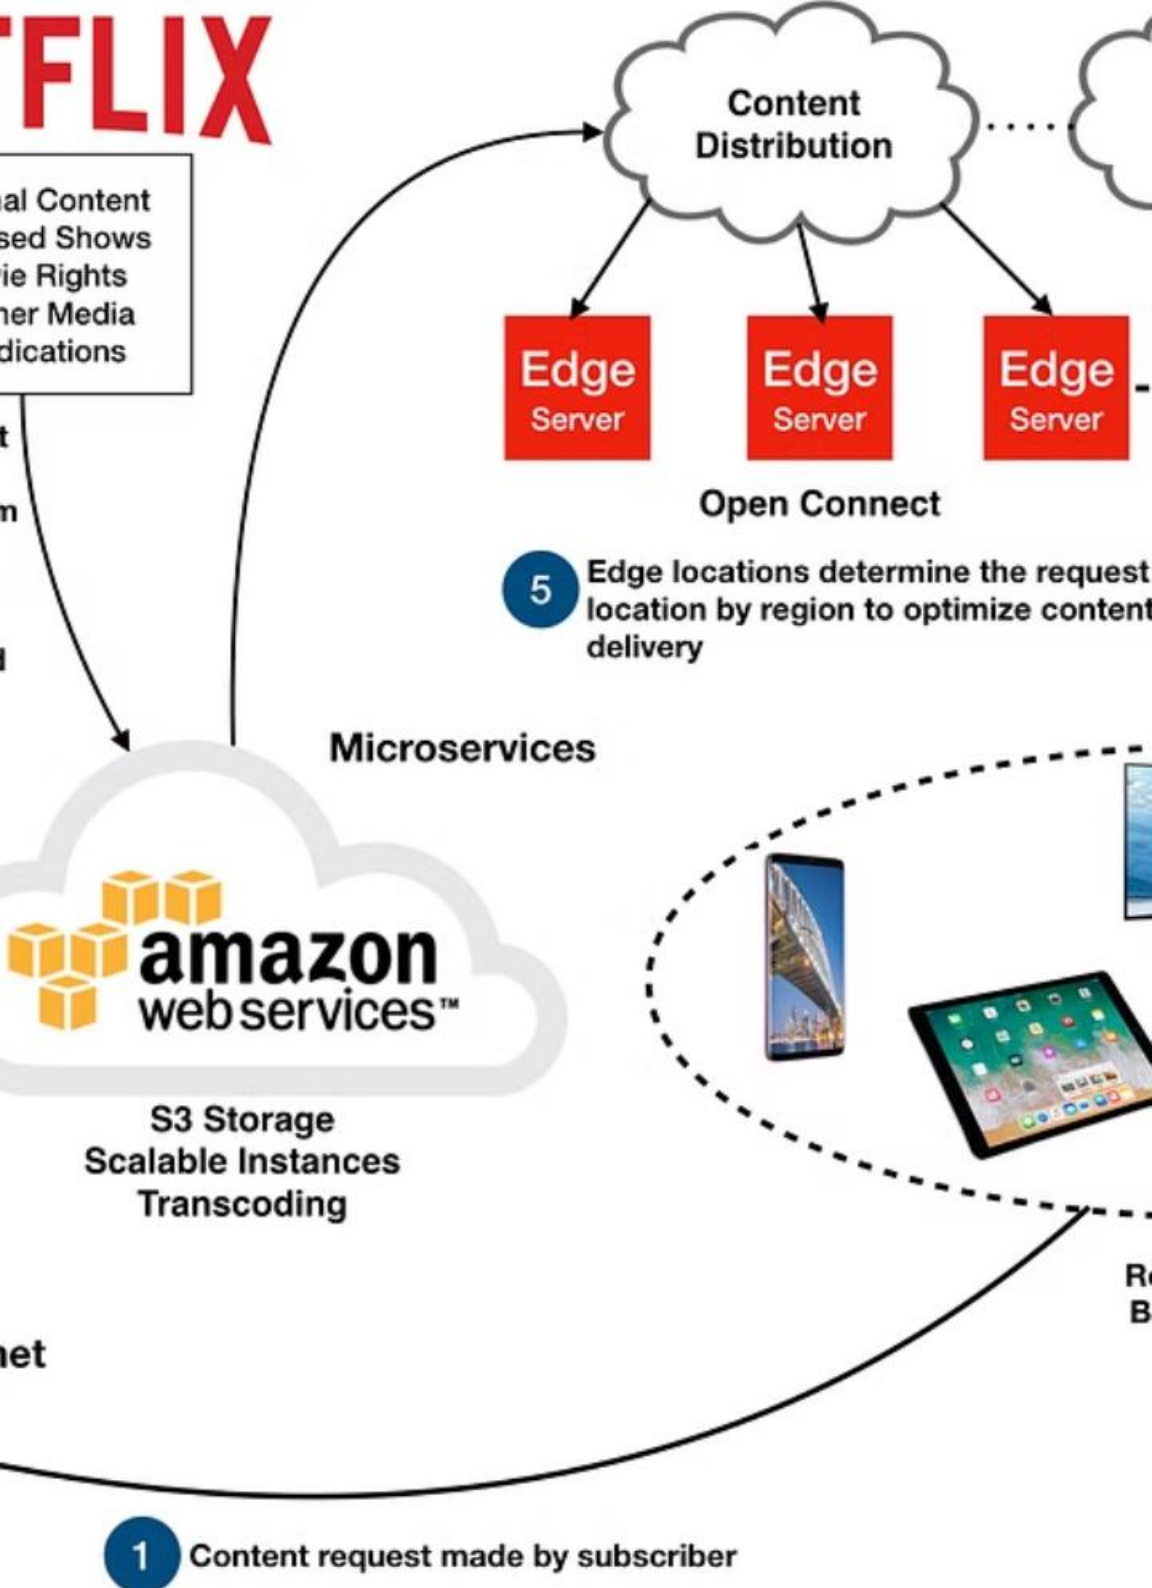 TFLIX
al Content
sed Shows
ie Rights
her Media
dications
t
m
d
Content
Distribution
Edge
Server
Edge
Server
Edge
Server
Open Connect
5
Edge locations determine the request
location by region to optimize content
delivery
Microservices
amazon
web services™
S3 Storage
Scalable Instances
Transcoding
R
B
net
1
Content request made by subscriber